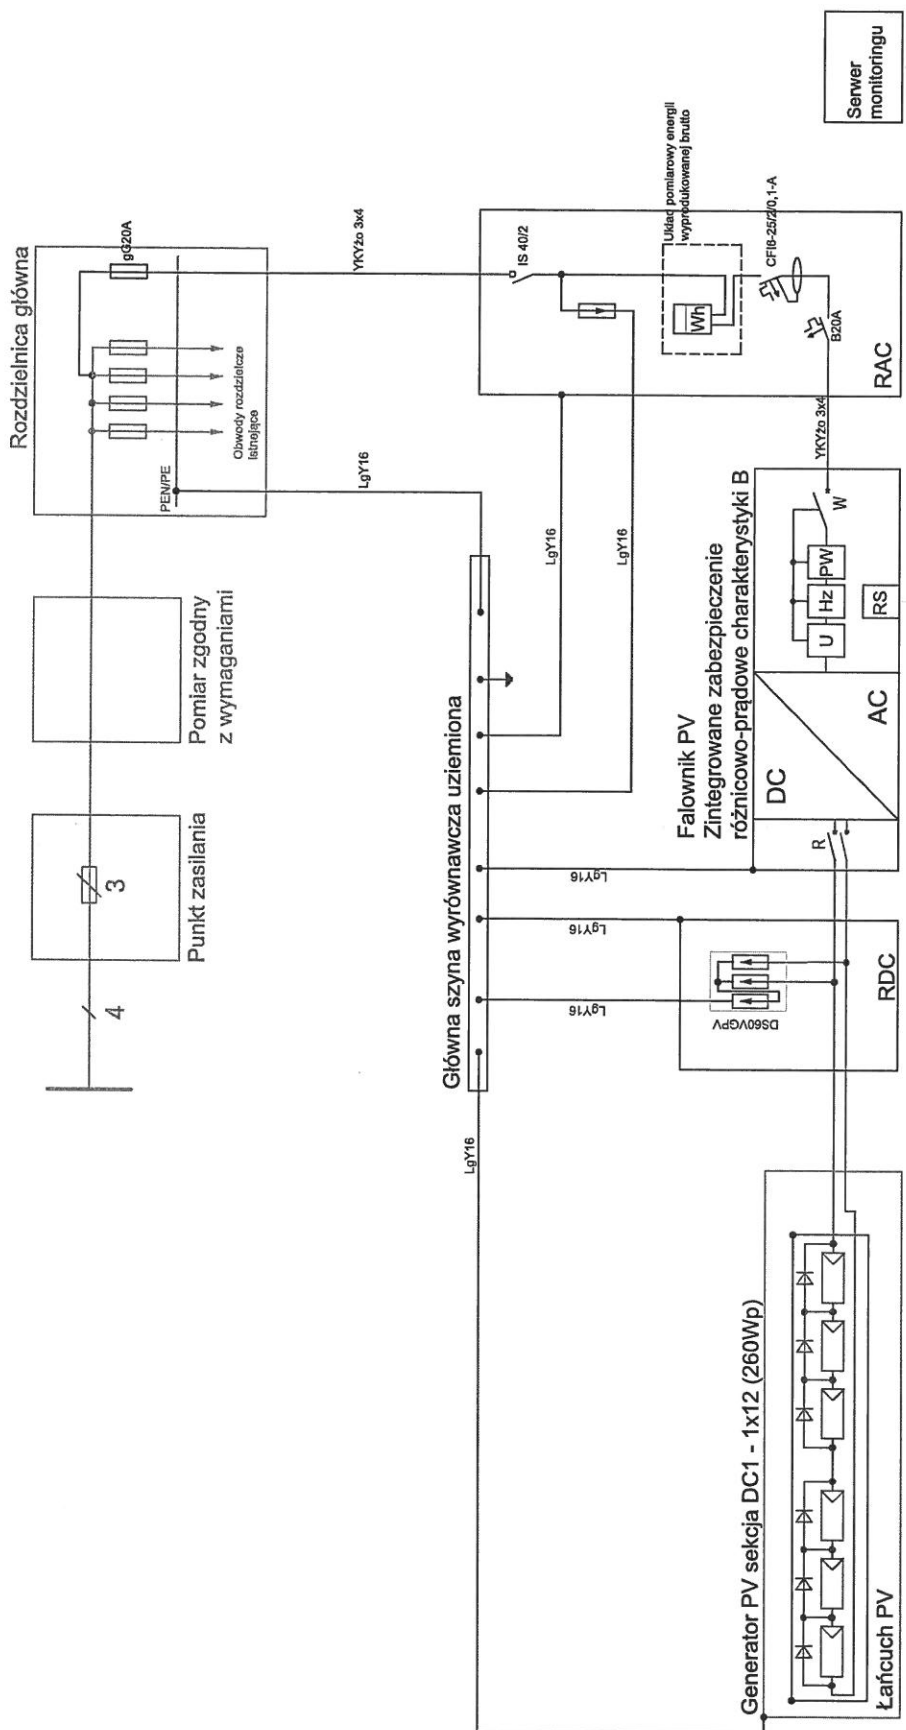 Serwer
monitoringu
Rozdzielnica główna
gG20A
Obwody rozdzielcze
istniejące
PEN/PE
YKYżo 3x4
LgY16
Pomiar zgodny
z wymaganiami
3
Punkt zasilania
4
Układ pomiarowy energii
wyprodukowanej brutto
IS 40/2
Wh
CFI6-25/2/0,1-A
B20A
RAC
LgY16
LgY16
YKYżo 3x4
Główna szyna wyrównawcza uziemiona
LgY16
LgY16
LgY16
LgY16
Falownik PV
Zintegrowane zabezpieczenie
różnicowo-prądowe charakterystyki B
DC
AC
U
Hz
PW
W
RS
R
DS60VGPV
RDC
Generator PV sekcja DC1 - 1x12 (260Wp)
Łańcuch PV